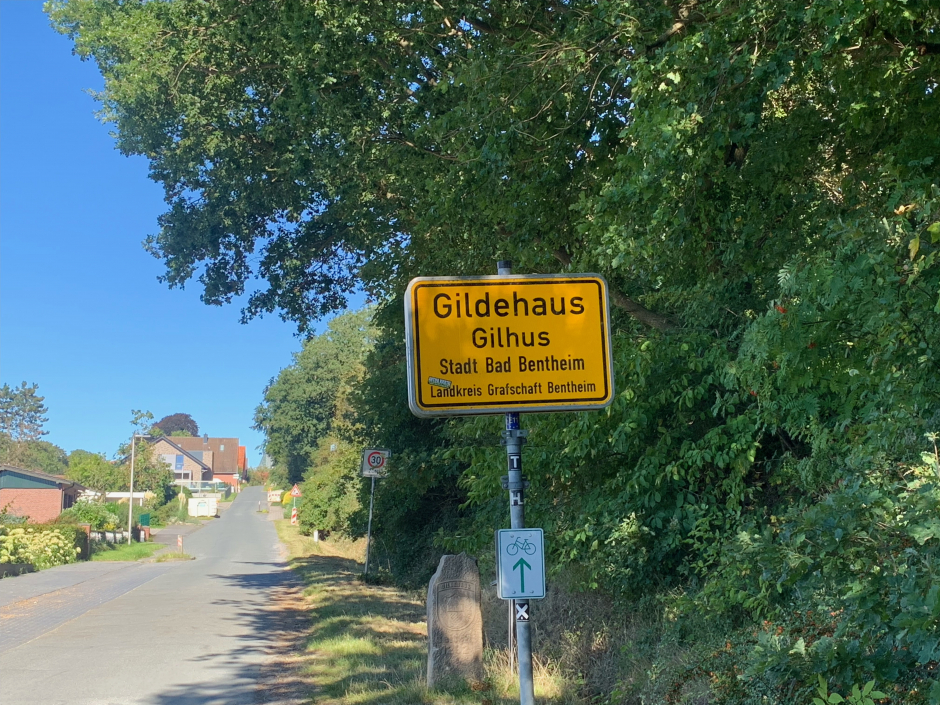 Gildehaus
Gilhus
Stadt Bad Bentheim
Landkreis Grafschaft Bentheim
30
T
X